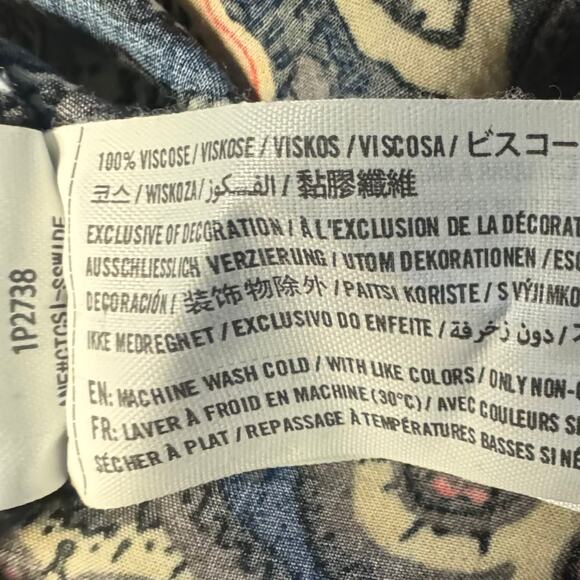 100% VISCOSE / VISKOSE / VISKOS / VISCOSA / ビスコー
코스 / WISKOZA / الفسكوز / 黏膠纖維
EXCLUSIVE OF DECORATION / À L'EXCLUSION DE LA DÉCORAT
AUSSCHLIESSLICH VERZIERUNG / UTOM DEKORATIONEN / ESC
DECORACIÓN / 装饰物除外 / PAITSI KORISTE / S VÝJIMKO
IKKE MEDREGNET / EXCLUSIVO DO ENFEITE / دون زخرفة /
EN: MACHINE WASH COLD / WITH LIKE COLORS / ONLY NON-
FR: LAVER À FROID EN MACHINE (30°C) / AVEC COULEURS SI
SÉCHER À PLAT / REPASSAGE À TEMPÉRATURES BASSES SI NÉ
1P2738